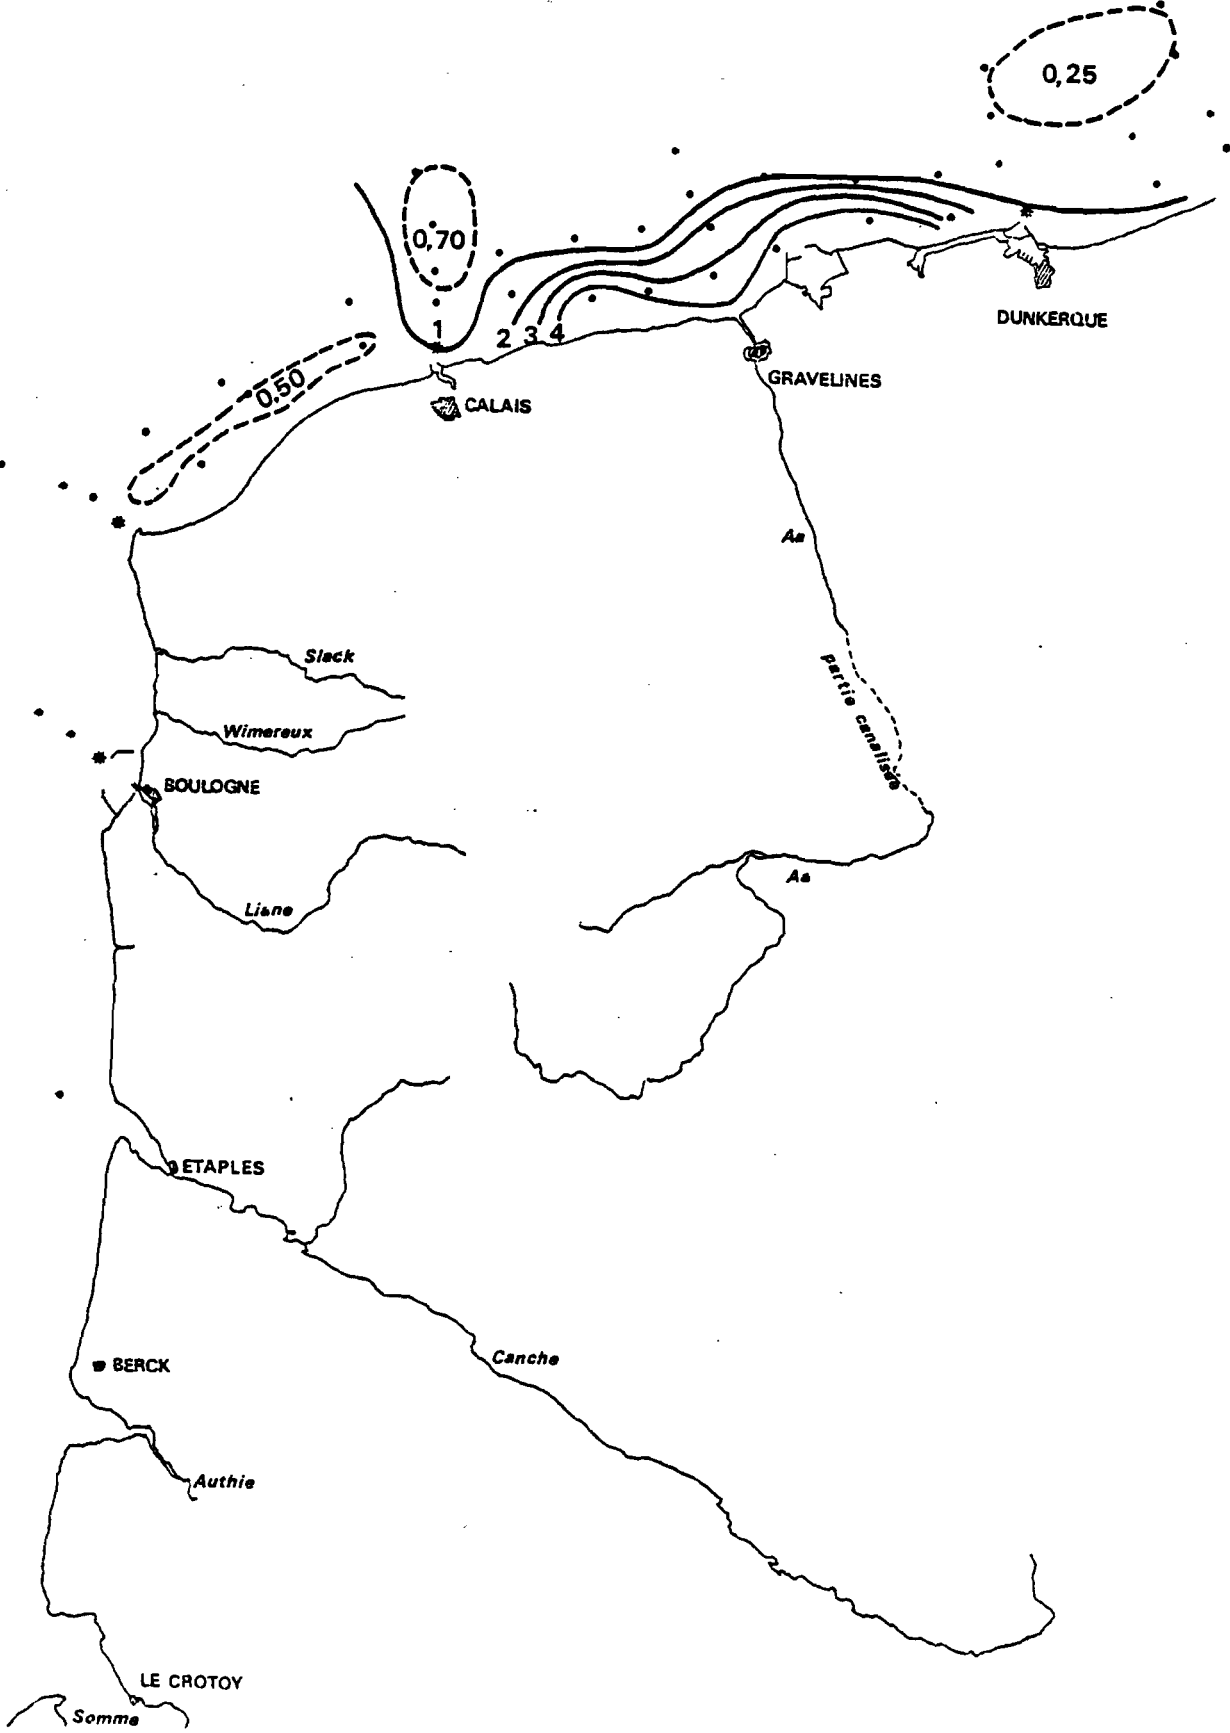 0,25
0,70
1
2 3 4
DUNKERQUE
0,50
GRAVELINES
CALAIS
Aa
Slack
partie canalisée
Wimereux
BOULOGNE
Aa
Liane
ETAPLES
Canche
BERCK
Authie
LE CROTOY
Somme